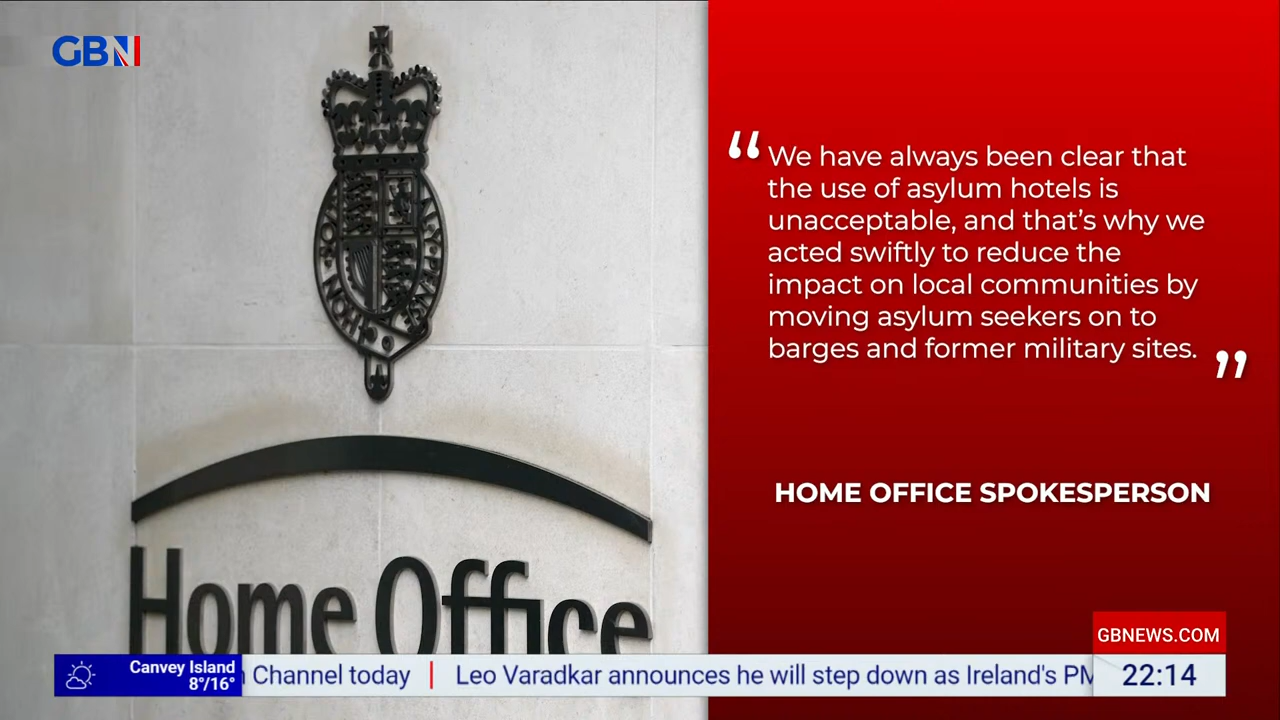 GBN
“We have always been clear that
the use of asylum hotels is
unacceptable, and that’s why we
acted swiftly to reduce the
impact on local communities by
moving asylum seekers on to
barges and former military sites.”
HOME OFFICE SPOKESPERSON
Home Office
GBNEWS.COM
Canvey Island
8°/16°
Channel today | Leo Varadkar announces he will step down as Ireland's PM
22:14